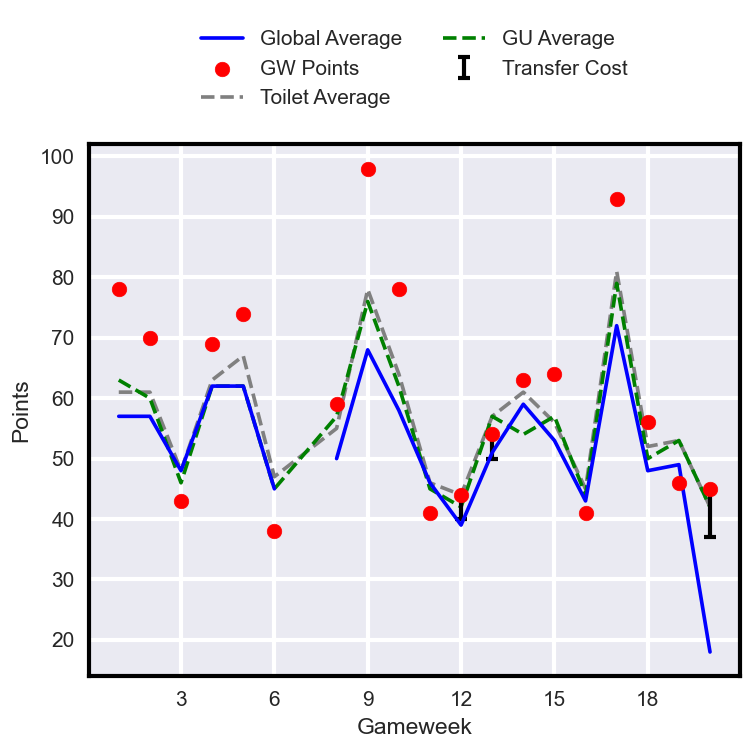 Global Average
GW Points
Toilet Average
GU Average
Transfer Cost
100
90
80
70
60
50
40
30
20
Points
3 6 9 12 15 18
Gameweek